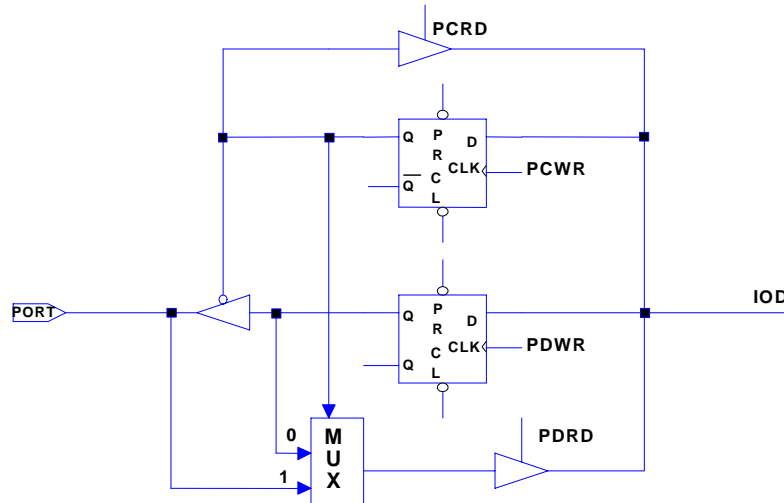 PCRD
Q P R C L D CLK
Q
PCWR
PORT
IOD
Q P R C L D CLK
Q
PDWR
0
1
M U X
PDRD